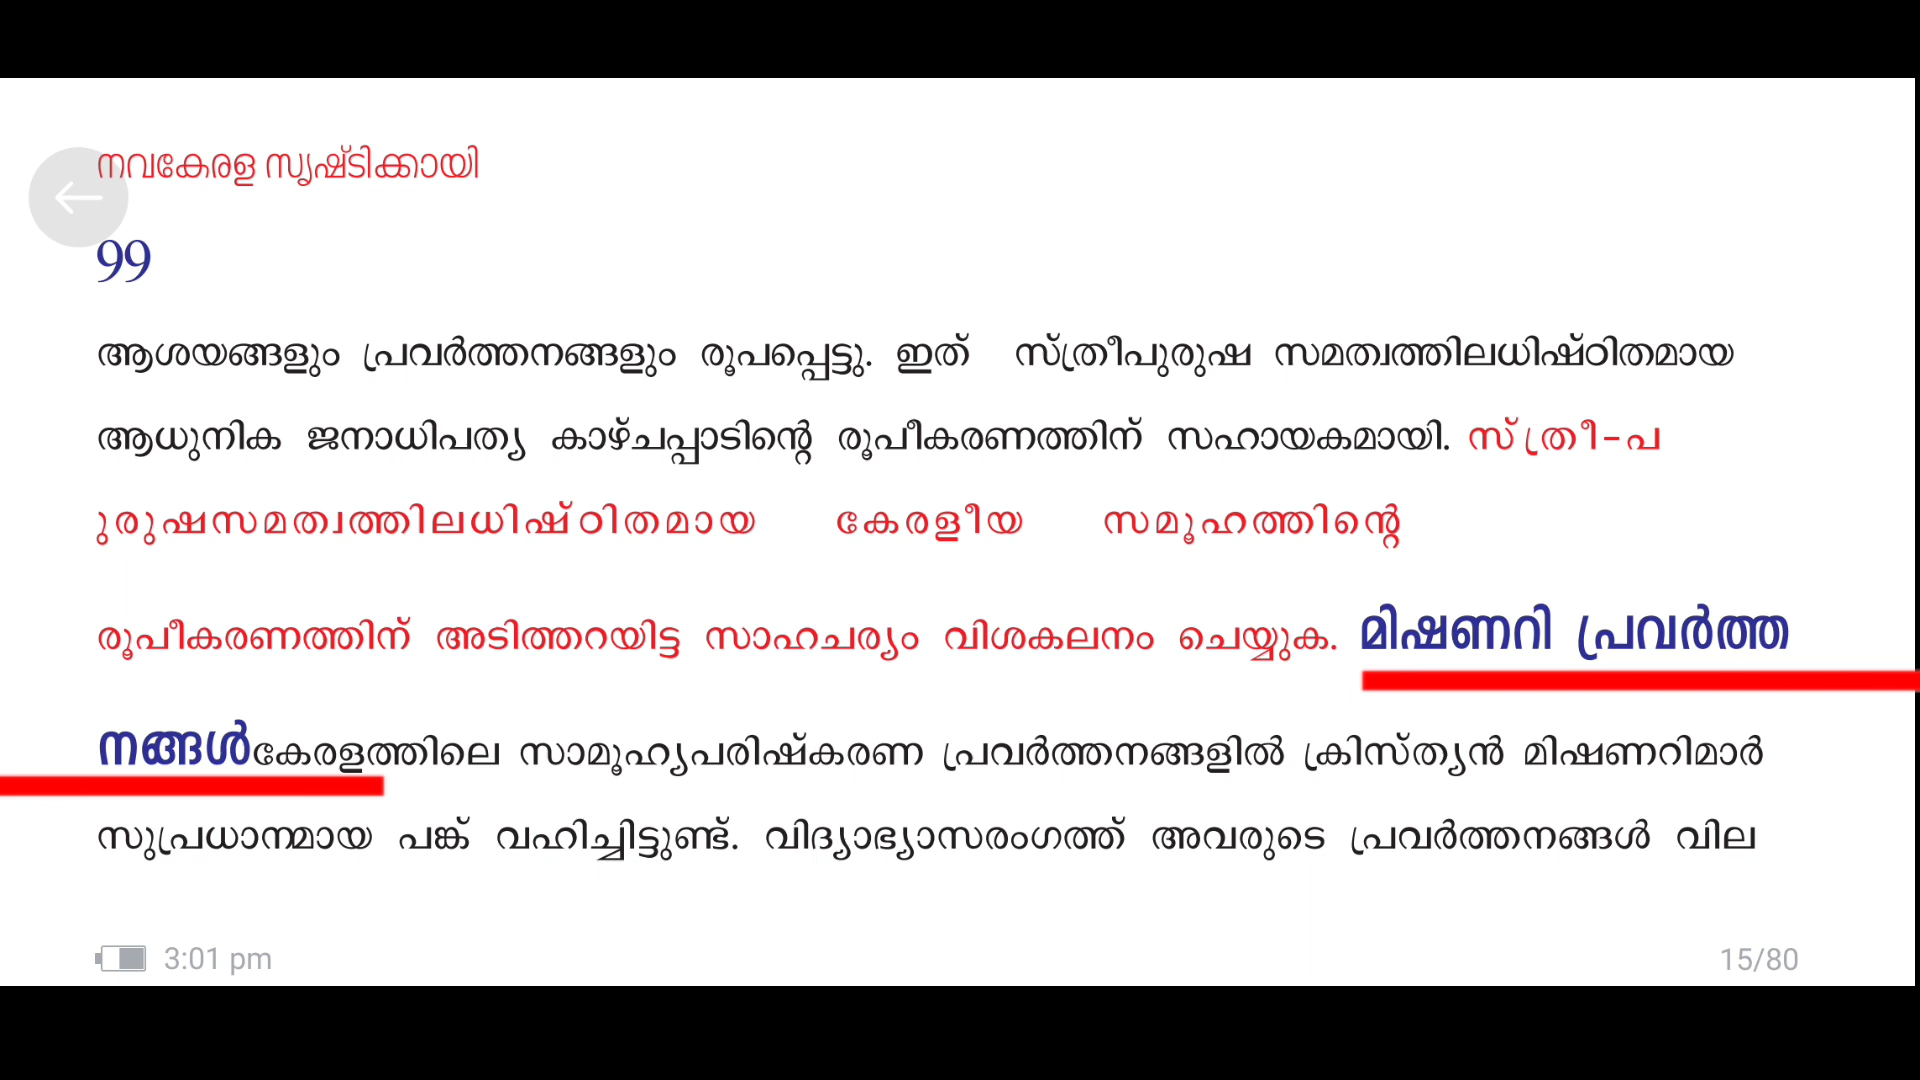 നവകേരള സൃഷ്ടിക്കായി
99
ആശയങ്ങളും പ്രവർത്തനങ്ങളും രൂപപ്പെട്ടു. ഇത് സ്ത്രീപുരുഷ സമത്വത്തിലധിഷ്ഠിതമായ
ആധുനിക ജനാധിപത്യ കാഴ്ചപ്പാടിന്റെ രൂപീകരണത്തിന് സഹായകമായി. സ്ത്രീ-പ
ുരുഷസമത്വത്തിലധിഷ്ഠിതമായ കേരളീയ സമൂഹത്തിന്റെ
രൂപീകരണത്തിന് അടിത്തറയിട്ട സാഹചര്യം വിശകലനം ചെയ്യുക. മിഷണറി പ്രവർത്ത
നങ്ങൾകേരളത്തിലെ സാമൂഹ്യപരിഷ്കരണ പ്രവർത്തനങ്ങളിൽ ക്രിസ്ത്യൻ മിഷണറിമാർ
സുപ്രധാനമായ പങ്ക് വഹിച്ചിട്ടുണ്ട്. വിദ്യാഭ്യാസരംഗത്ത് അവരുടെ പ്രവർത്തനങ്ങൾ വില
3:01 pm
15/80